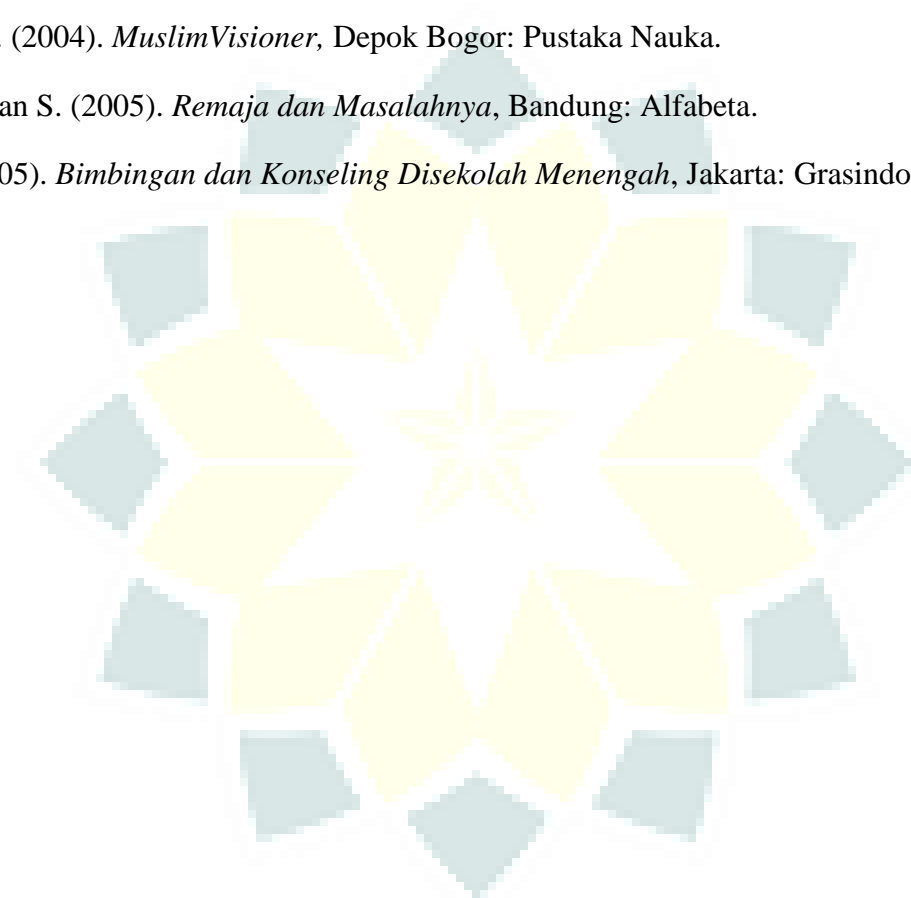 . (2004). MuslimVisioner, Depok Bogor: Pustaka Nauka.
an S. (2005). Remaja dan Masalahnya, Bandung: Alfabeta.
05). Bimbingan dan Konseling Disekolah Menengah, Jakarta: Grasindo